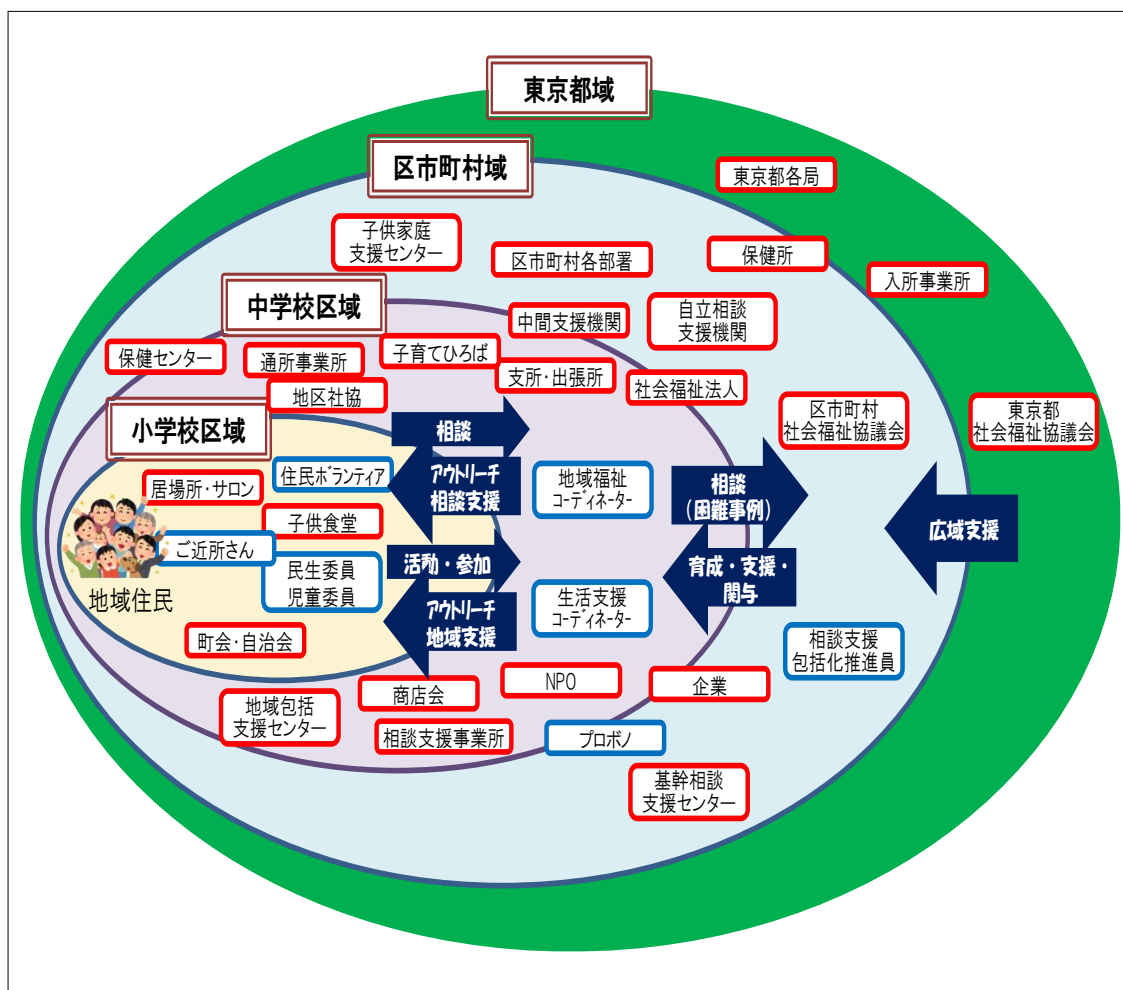 東京都域
区市町村域
東京都各局
子供家庭
支援センター
区市町村各部署
保健所
入所事業所
中学校区域
中間支援機関
自立相談
支援機関
保健センター
通所事業所
子育てひろば
支所・出張所
社会福祉法人
地区社協
小学校区域
区市町村
社会福祉協議会
東京都
社会福祉協議会
相談
住民ボランティア
アウトリーチ
相談支援
地域福祉
コーディネーター
相談
(困難事例)
居場所・サロン
子供食堂
広域支援
ご近所さん
活動・参加
育成・支援・
関与
民生委員
児童委員
地域住民
アウトリーチ
地域支援
生活支援
コーディネーター
町会・自治会
相談支援
包括化推進員
商店会
NPO
企業
地域包括
支援センター
相談支援事業所
プロボノ
基幹相談
支援センター